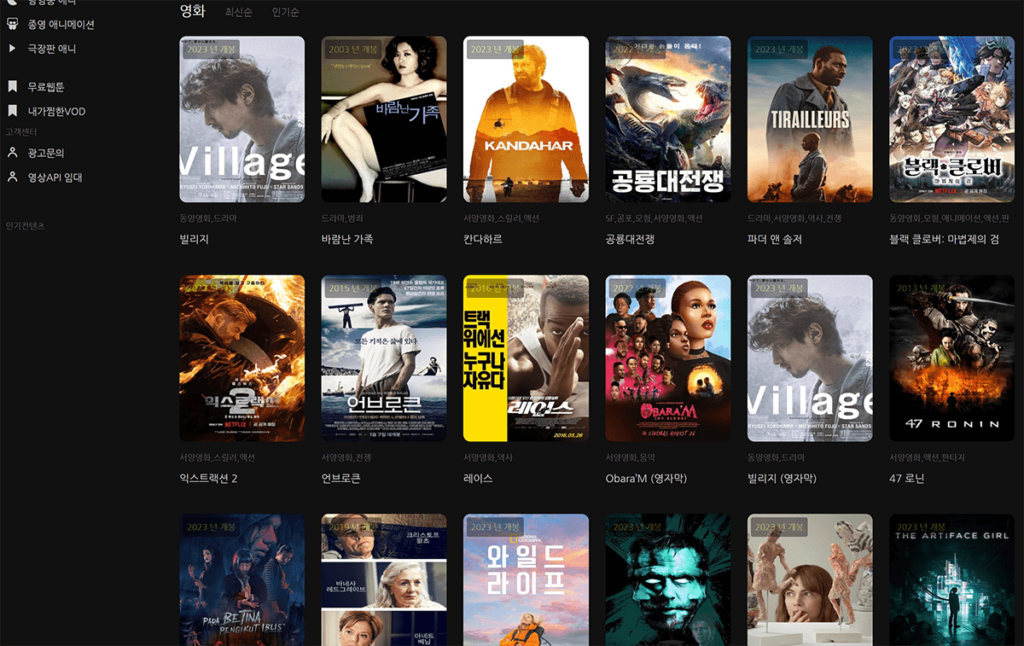 영화 최신순 인기순
종영 애니메이션
극장판 애니
무료웹툰
내가찜한VOD
고객센터
광고문의
영상API 임대
인기컨텐츠
2023 년 개봉
Village
RYUSEI YOKOYAMA • MICHIHITO FUJII • STAR SANDS
동양영화,드라마
빌리지
2003 년 개봉
바람난 가족
드라마,범죄
바람난 가족
2023 년 개봉
KANDAHAR
서양영화,스릴러,액션
칸다하르
2022 년 개봉
공룡대전쟁
SF,공포,모험,서양영화,액션
공룡대전쟁
2023 년 개봉
TIRAILLEURS
드라마,서양영화,역사,전쟁
파더 앤 솔저
2023 년 개봉
블랙 클로버
동양영화,모험,애니메이션,액션,판
블랙 클로버: 마법제의 검
익스트랙션
2
NETFLIX
서양영화,스릴러,액션
익스트랙션 2
2015 년 개봉
모든 기적은 삶에 있다
언브로큰
1월 7일 대개봉
서양영화,전쟁
언브로큰
2016 년 개봉
트랙
위에선
누구나
자유다
레이스
2016.05.26
서양영화,역사
레이스
2022 년 개봉
OBARA'M
서양영화,음악
Obara'M (영자막)
2023 년 개봉
Village
동양영화,드라마
빌리지 (영자막)
2013 년 개봉
47 RONIN
서양영화,액션,판타지
47 로닌
2023 년 개봉
PARA BETINA
PENGIKUT IBLIS
2019 년 개봉
크리스토프
왈츠
바네사
레드그레이브
아네트
베닝
2023 년 개봉
NATIONAL
GEOGRAPHIC
와일드
라이프
2023 년 개봉
2023 년 개봉
2023 년 개봉
THE ARTIFACE GIRL